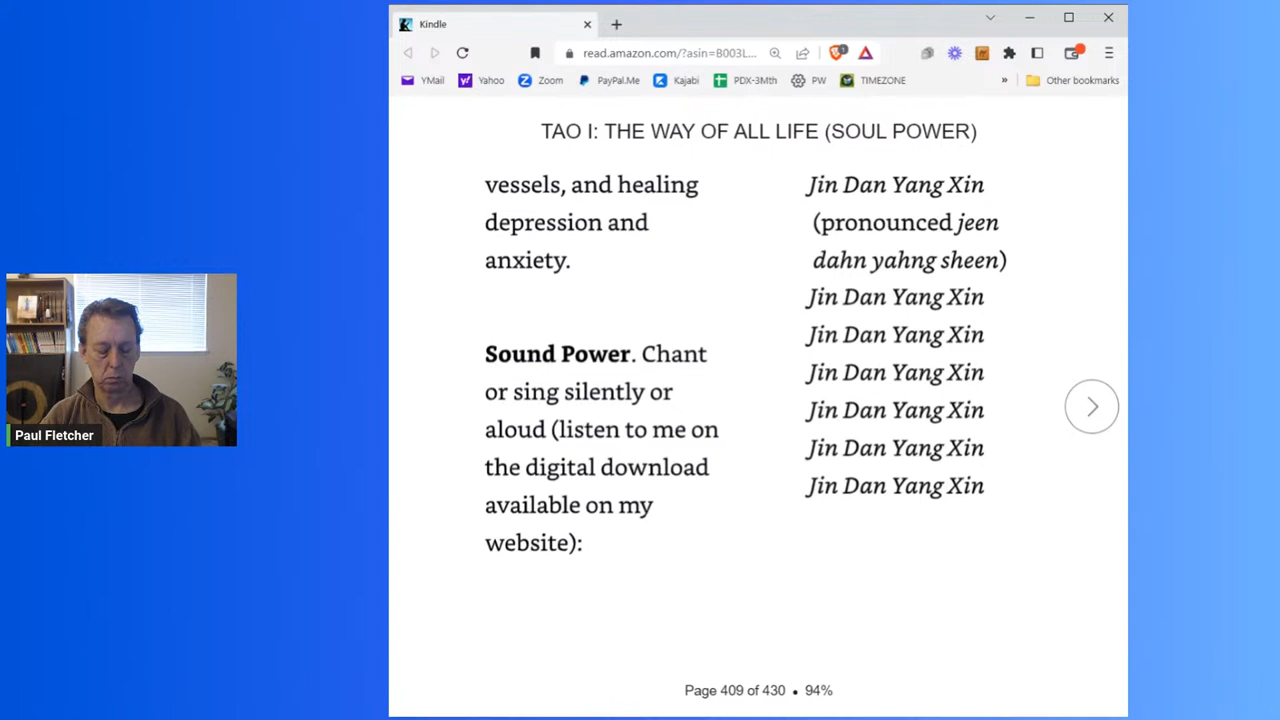 Kindle
read.amazon.com/?asin=B003L...
1
YMail
Yahoo
Zoom
PayPal.Me
Kajabi
PDX-3Mth
PW
TIMEZONE
»
Other bookmarks
TAO I: THE WAY OF ALL LIFE (SOUL POWER)
vessels, and healing
depression and
anxiety.
Sound Power. Chant
or sing silently or
aloud (listen to me on
the digital download
available on my
website):
Jin Dan Yang Xin
(pronounced jeen
dahn yahng sheen)
Jin Dan Yang Xin
Jin Dan Yang Xin
Jin Dan Yang Xin
Jin Dan Yang Xin
Jin Dan Yang Xin
Jin Dan Yang Xin
Page 409 of 430 • 94%
Paul Fletcher